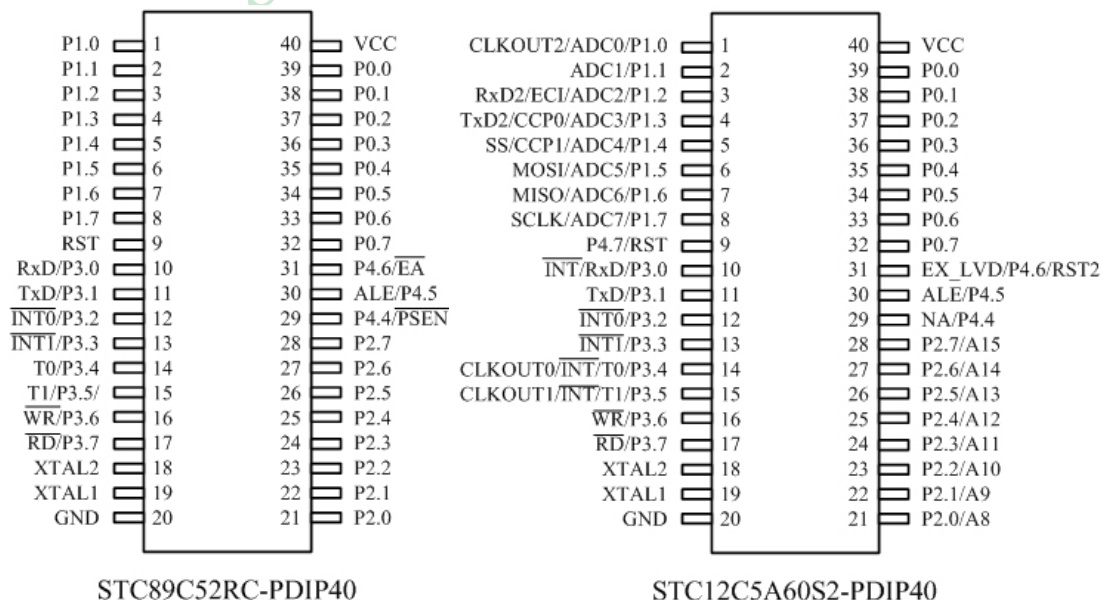 P1.0 1 40 VCC
P1.1 2 39 P0.0
P1.2 3 38 P0.1
P1.3 4 37 P0.2
P1.4 5 36 P0.3
P1.5 6 35 P0.4
P1.6 7 34 P0.5
P1.7 8 33 P0.6
RST 9 32 P0.7
RxD/P3.0 10 31 P4.6/EA
TxD/P3.1 11 30 ALE/P4.5
INT0/P3.2 12 29 P4.4/PSEN
INT1/P3.3 13 28 P2.7
T0/P3.4 14 27 P2.6
T1/P3.5/ 15 26 P2.5
WR/P3.6 16 25 P2.4
RD/P3.7 17 24 P2.3
XTAL2 18 23 P2.2
XTAL1 19 22 P2.1
GND 20 21 P2.0
STC89C52RC-PDIP40
CLKOUT2/ADC0/P1.0 1 40 VCC
ADC1/P1.1 2 39 P0.0
RxD2/ECI/ADC2/P1.2 3 38 P0.1
TxD2/CCP0/ADC3/P1.3 4 37 P0.2
SS/CCP1/ADC4/P1.4 5 36 P0.3
MOSI/ADC5/P1.5 6 35 P0.4
MISO/ADC6/P1.6 7 34 P0.5
SCLK/ADC7/P1.7 8 33 P0.6
P4.7/RST 9 32 P0.7
INT/RxD/P3.0 10 31 EX_LVD/P4.6/RST2
TxD/P3.1 11 30 ALE/P4.5
INT0/P3.2 12 29 NA/P4.4
INT1/P3.3 13 28 P2.7/A15
CLKOUT0/INT/T0/P3.4 14 27 P2.6/A14
CLKOUT1/INT/T1/P3.5 15 26 P2.5/A13
WR/P3.6 16 25 P2.4/A12
RD/P3.7 17 24 P2.3/A11
XTAL2 18 23 P2.2/A10
XTAL1 19 22 P2.1/A9
GND 20 21 P2.0/A8
STC12C5A60S2-PDIP40